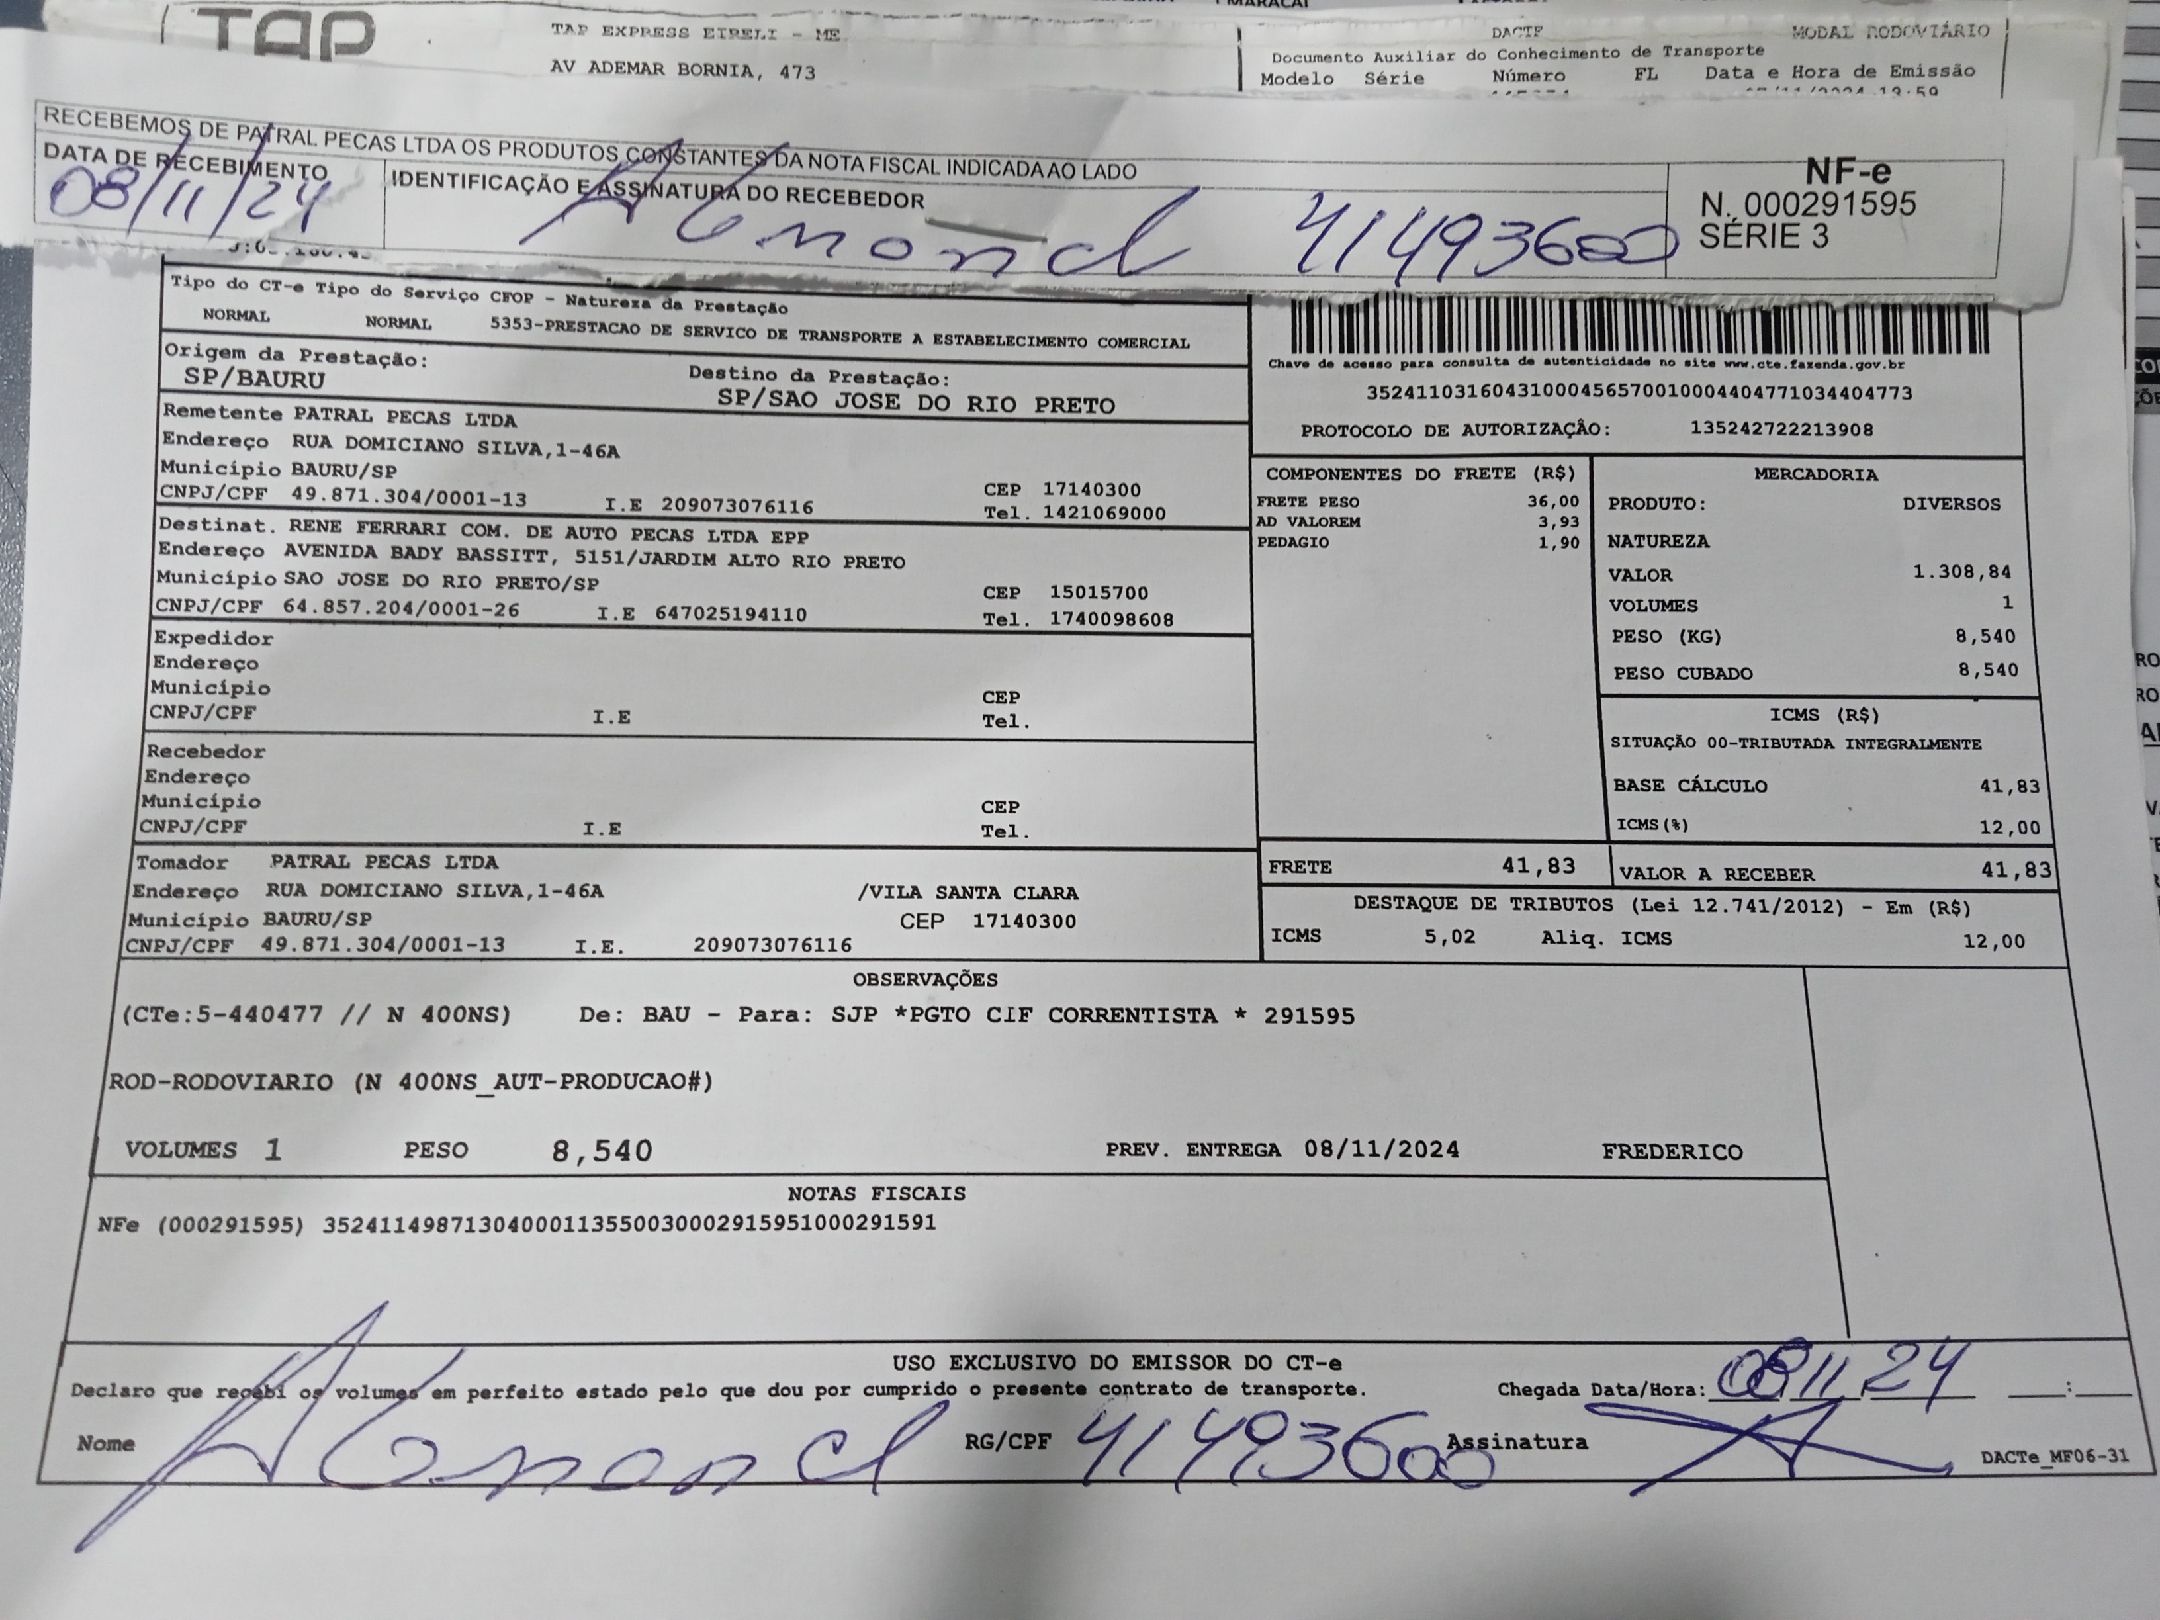 TAP
TAP EXPRESS EIRELI - ME
AV ADEMAR BORNIA, 473
DACTE
MODAL RODOVIÁRIO
Documento Auxiliar do Conhecimento de Transporte
Modelo Série Número FL Data e Hora de Emissão
RECEBEMOS DE PATRAL PECAS LTDA OS PRODUTOS CONSTANTES DA NOTA FISCAL INDICADA AO LADO
DATA DE RECEBIMENTO
08/11/24
IDENTIFICAÇÃO E ASSINATURA DO RECEBEDOR
41493600
NF-e
N. 000291595
SÉRIE 3
Tipo do CT-e Tipo do Serviço CFOP - Natureza da Prestação
NORMAL NORMAL 5353-PRESTACAO DE SERVICO DE TRANSPORTE A ESTABELECIMENTO COMERCIAL
Origem da Prestação:
SP/BAURU
Destino da Prestação:
SP/SAO JOSE DO RIO PRETO
Chave de acesso para consulta de autenticidade no site www.cte.fazenda.gov.br
35241103160431000456570010004404771034404773
PROTOCOLO DE AUTORIZAÇÃO: 135242722213908
Remetente PATRAL PECAS LTDA
Endereço RUA DOMICIANO SILVA,1-46A
Município BAURU/SP
CEP 17140300
CNPJ/CPF 49.871.304/0001-13 I.E 209073076116
Tel. 1421069000
Destinat. RENE FERRARI COM. DE AUTO PECAS LTDA EPP
Endereço AVENIDA BADY BASSITT, 5151/JARDIM ALTO RIO PRETO
Município SAO JOSE DO RIO PRETO/SP
CEP 15015700
CNPJ/CPF 64.857.204/0001-26 I.E 647025194110
Tel. 1740098608
Expedidor
Endereço
Município
CEP
CNPJ/CPF I.E
Tel.
Recebedor
Endereço
Município
CEP
CNPJ/CPF I.E
Tel.
Tomador PATRAL PECAS LTDA
Endereço RUA DOMICIANO SILVA,1-46A /VILA SANTA CLARA
Município BAURU/SP CEP 17140300
CNPJ/CPF 49.871.304/0001-13 I.E. 209073076116
COMPONENTES DO FRETE (R$)
FRETE PESO 36,00
AD VALOREM 3,93
PEDAGIO 1,90
MERCADORIA
PRODUTO: DIVERSOS
NATUREZA
VALOR 1.308,84
VOLUMES 1
PESO (KG) 8,540
PESO CUBADO 8,540
ICMS (R$)
SITUAÇÃO 00-TRIBUTADA INTEGRALMENTE
BASE CÁLCULO 41,83
ICMS(%) 12,00
FRETE 41,83
VALOR A RECEBER 41,83
DESTAQUE DE TRIBUTOS (Lei 12.741/2012) - Em (R$)
ICMS 5,02 Aliq. ICMS 12,00
OBSERVAÇÕES
(CTe:5-440477 // N 400NS) De: BAU - Para: SJP *PGTO CIF CORRENTISTA * 291595
ROD-RODOVIARIO (N 400NS_AUT-PRODUCAO#)
VOLUMES 1 PESO 8,540 PREV. ENTREGA 08/11/2024 FREDERICO
NOTAS FISCAIS
NFe (000291595) 35241149871304000113550030002915951000291591
USO EXCLUSIVO DO EMISSOR DO CT-e
Declaro que recebi os volumes em perfeito estado pelo que dou por cumprido o presente contrato de transporte.
Chegada Data/Hora: 08 11 24
Nome
RG/CPF 41493600
Assinatura
DACTe_MF06-31